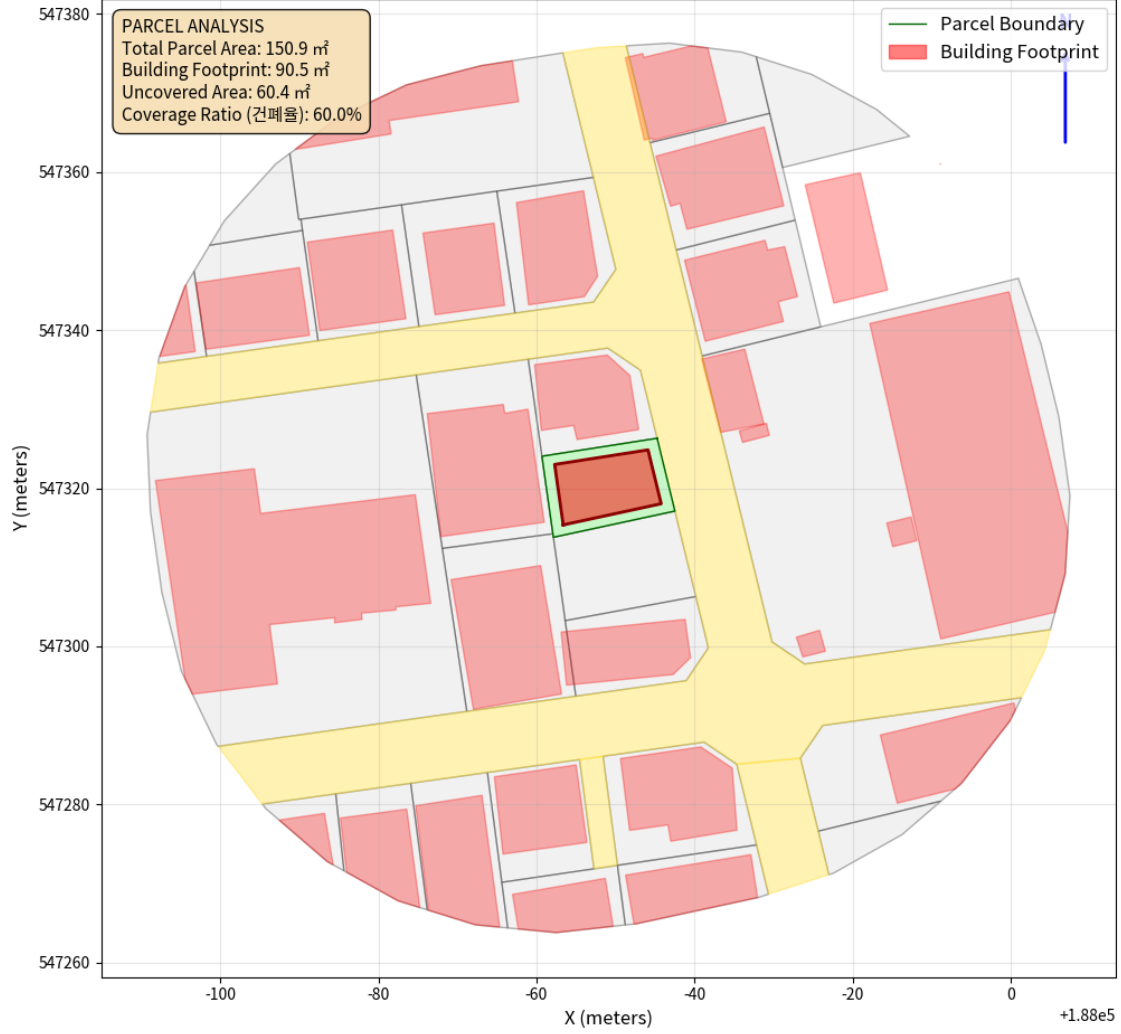 547380
547360
547340
547320
547300
547280
547260
Y (meters)
PARCEL ANALYSIS
Total Parcel Area: 150.9 ㎡
Building Footprint: 90.5 ㎡
Uncovered Area: 60.4 ㎡
Coverage Ratio (건폐율): 60.0%
Parcel Boundary
Building Footprint
N
-100
-80
-60
-40
-20
0
X (meters)
+1.88e5